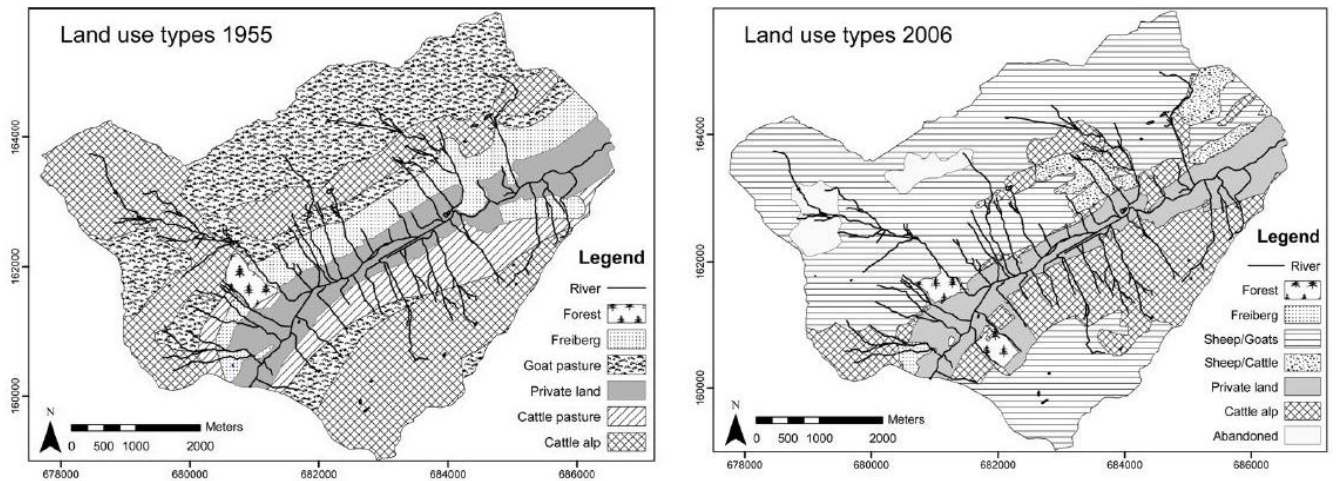 Land use types 1955
164000
162000
160000
Legend
River
Forest
Freiberg
Goat pasture
Private land
Cattle pasture
Cattle alp
N
Meters
0 500 1000 2000
678000 680000 682000 684000 686000
Land use types 2006
164000
162000
160000
Legend
River
Forest
Freiberg
Sheep/Goats
Sheep/Cattle
Private land
Cattle alp
Abandoned
N
Meters
0 500 1000 2000
678000 680000 682000 684000 686000